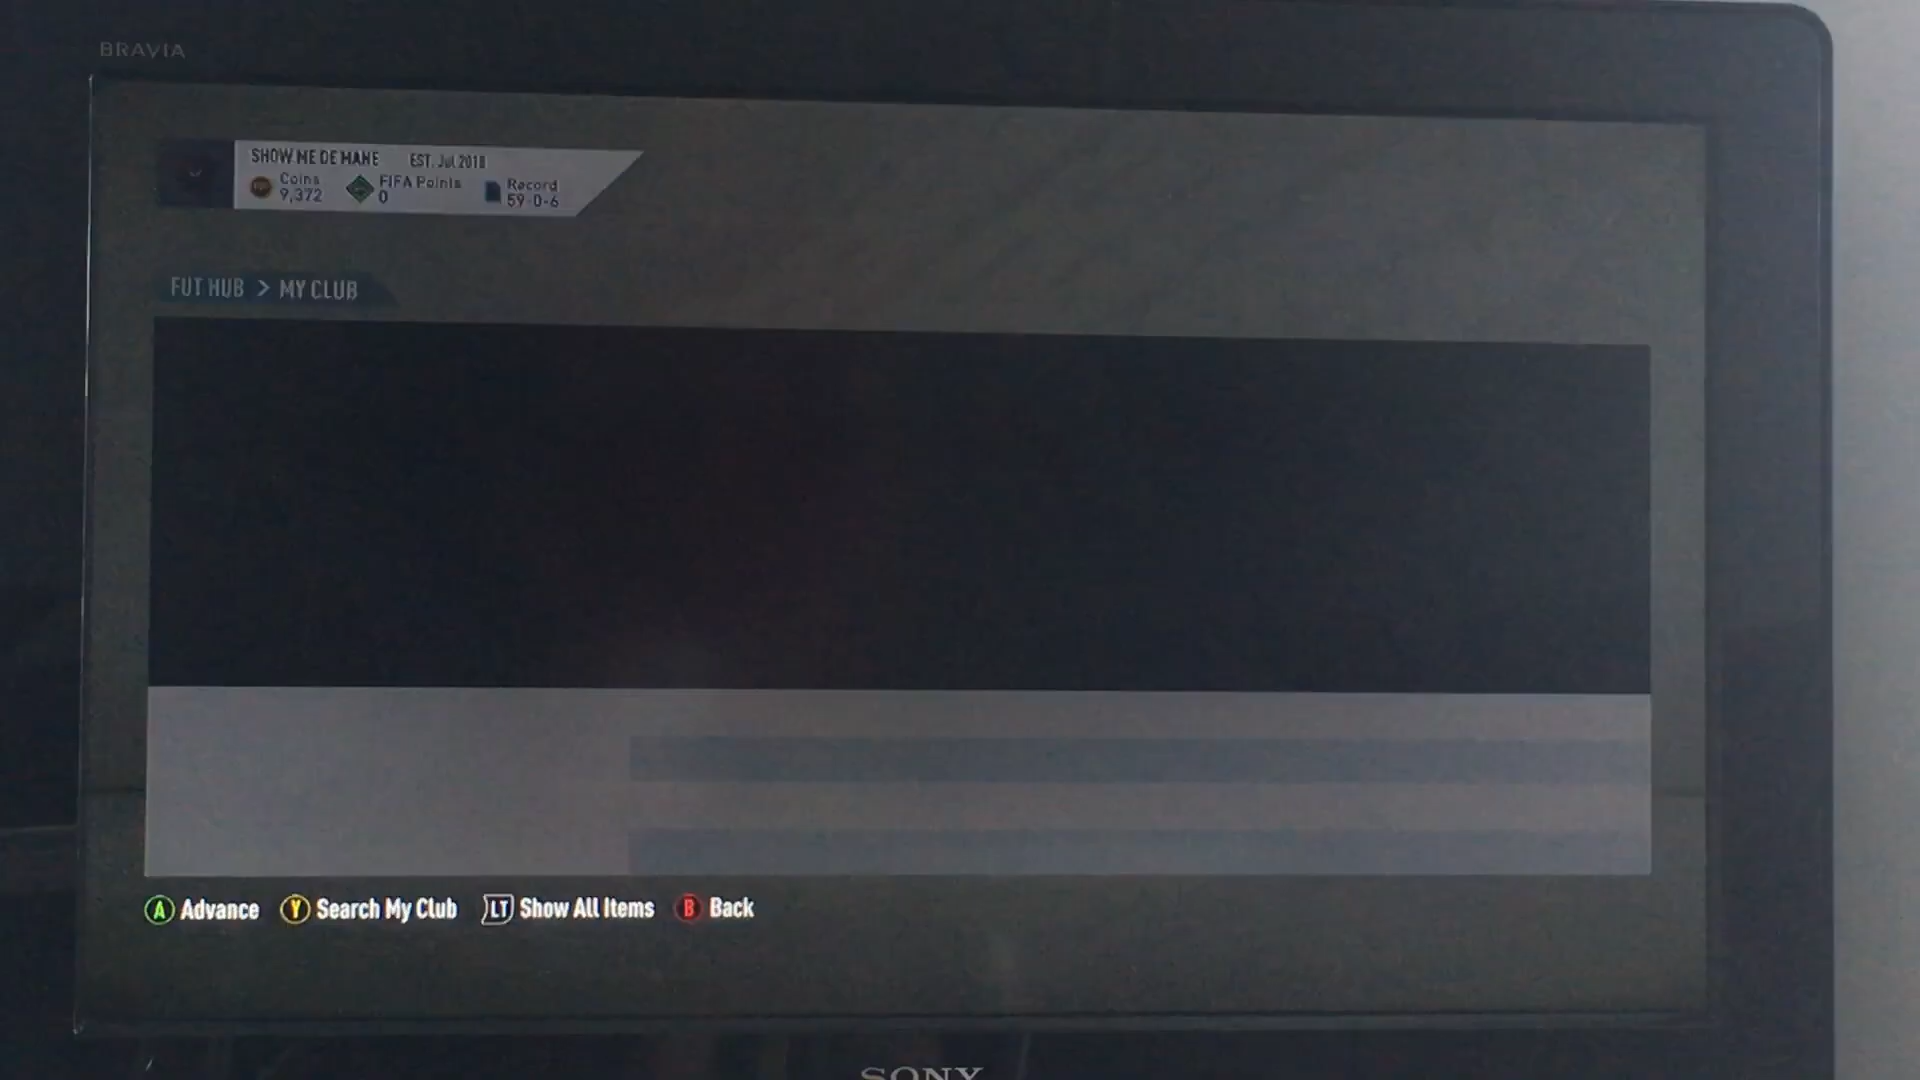 BRAVIA
SHOW ME DE MANE EST. Jul 2018
Coins FIFA Points Record
9,372 0 59-0-6
FUT HUB > MY CLUB
A Advance Y Search My Club LT Show All Items B Back
SONY